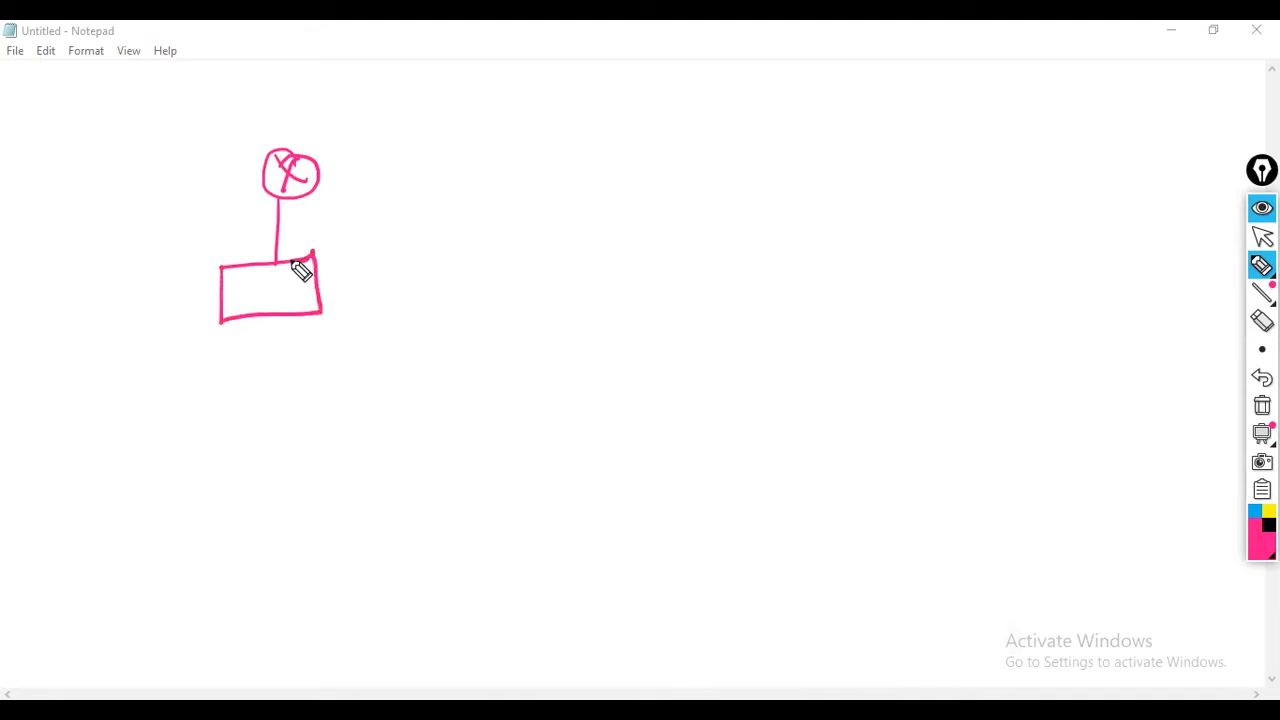 Untitled - Notepad
File Edit Format View Help
X
Activate Windows
Go to Settings to activate Windows.